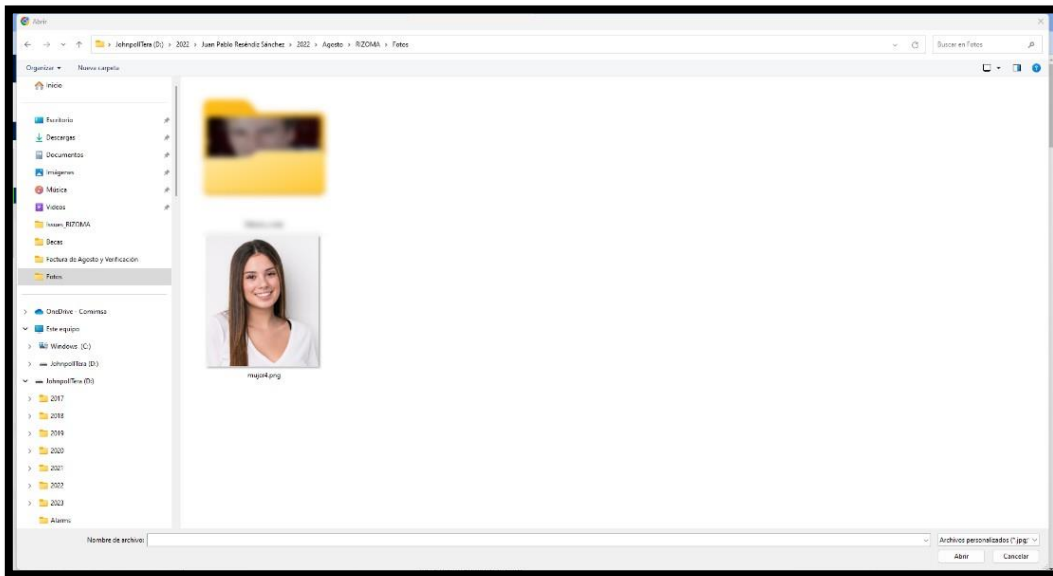 Abrir
JohnpollTera (D:) › 2022 › Juan Pablo Reséndiz Sánchez › 2022 › Agosto › RIZOMA › Fotos
Buscar en Fotos
Organizar
Nueva carpeta
Inicio
Escritorio
Descargas
Documentos
Imágenes
Música
Videos
Issues_RIZOMA
Becas
Factura de Agosto y Verificación
Fotos
OneDrive - Comimsa
Este equipo
Windows (C:)
JohnpollTera (D:)
JohnpollTera (D:)
2017
2018
2019
2020
2021
2022
2023
Alarms
mujer4.png
Nombre de archivo:
Archivos personalizados (*.jpg;
Abrir
Cancelar